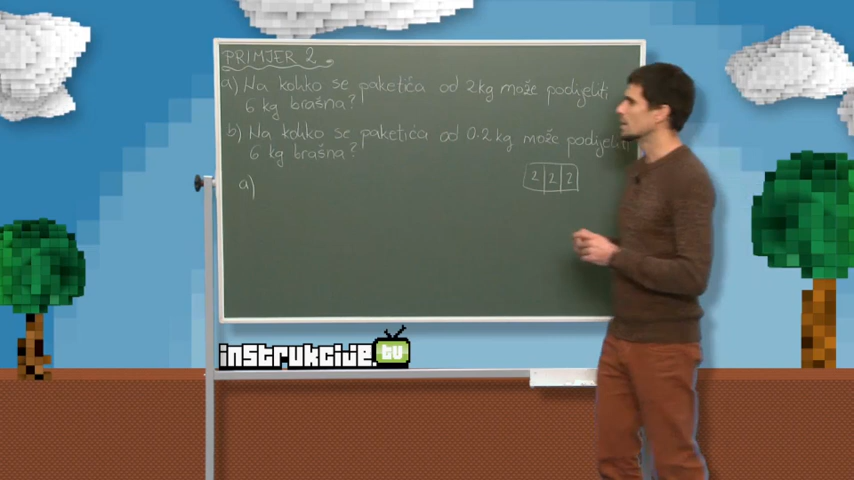 PRIMJER 2.
a) Na koliko se paketića od 2kg može podijeliti
6 kg brašna?
b) Na koliko se paketića od 0.2 kg može podijeliti
6 kg brašna?
a)
2 2 2
instrukcije.tv